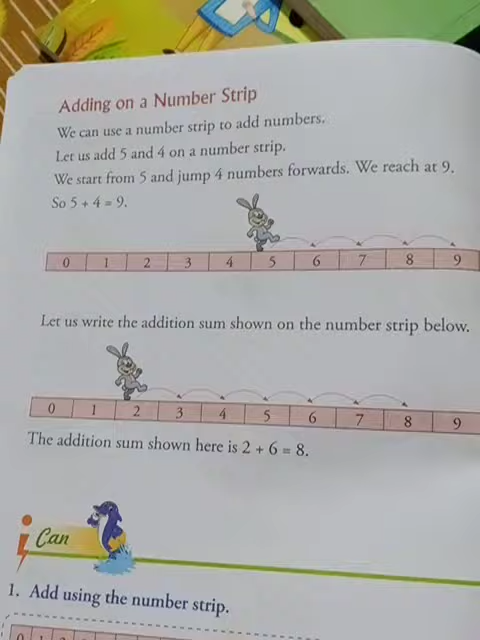 Adding on a Number Strip
We can use a number strip to add numbers.
Let us add 5 and 4 on a number strip.
We start from 5 and jump 4 numbers forwards. We reach at 9.
So 5 + 4 = 9.
0 1 2 3 4 5 6 7 8 9
Let us write the addition sum shown on the number strip below.
0 1 2 3 4 5 6 7 8 9
The addition sum shown here is 2 + 6 = 8.
i Can
1. Add using the number strip.